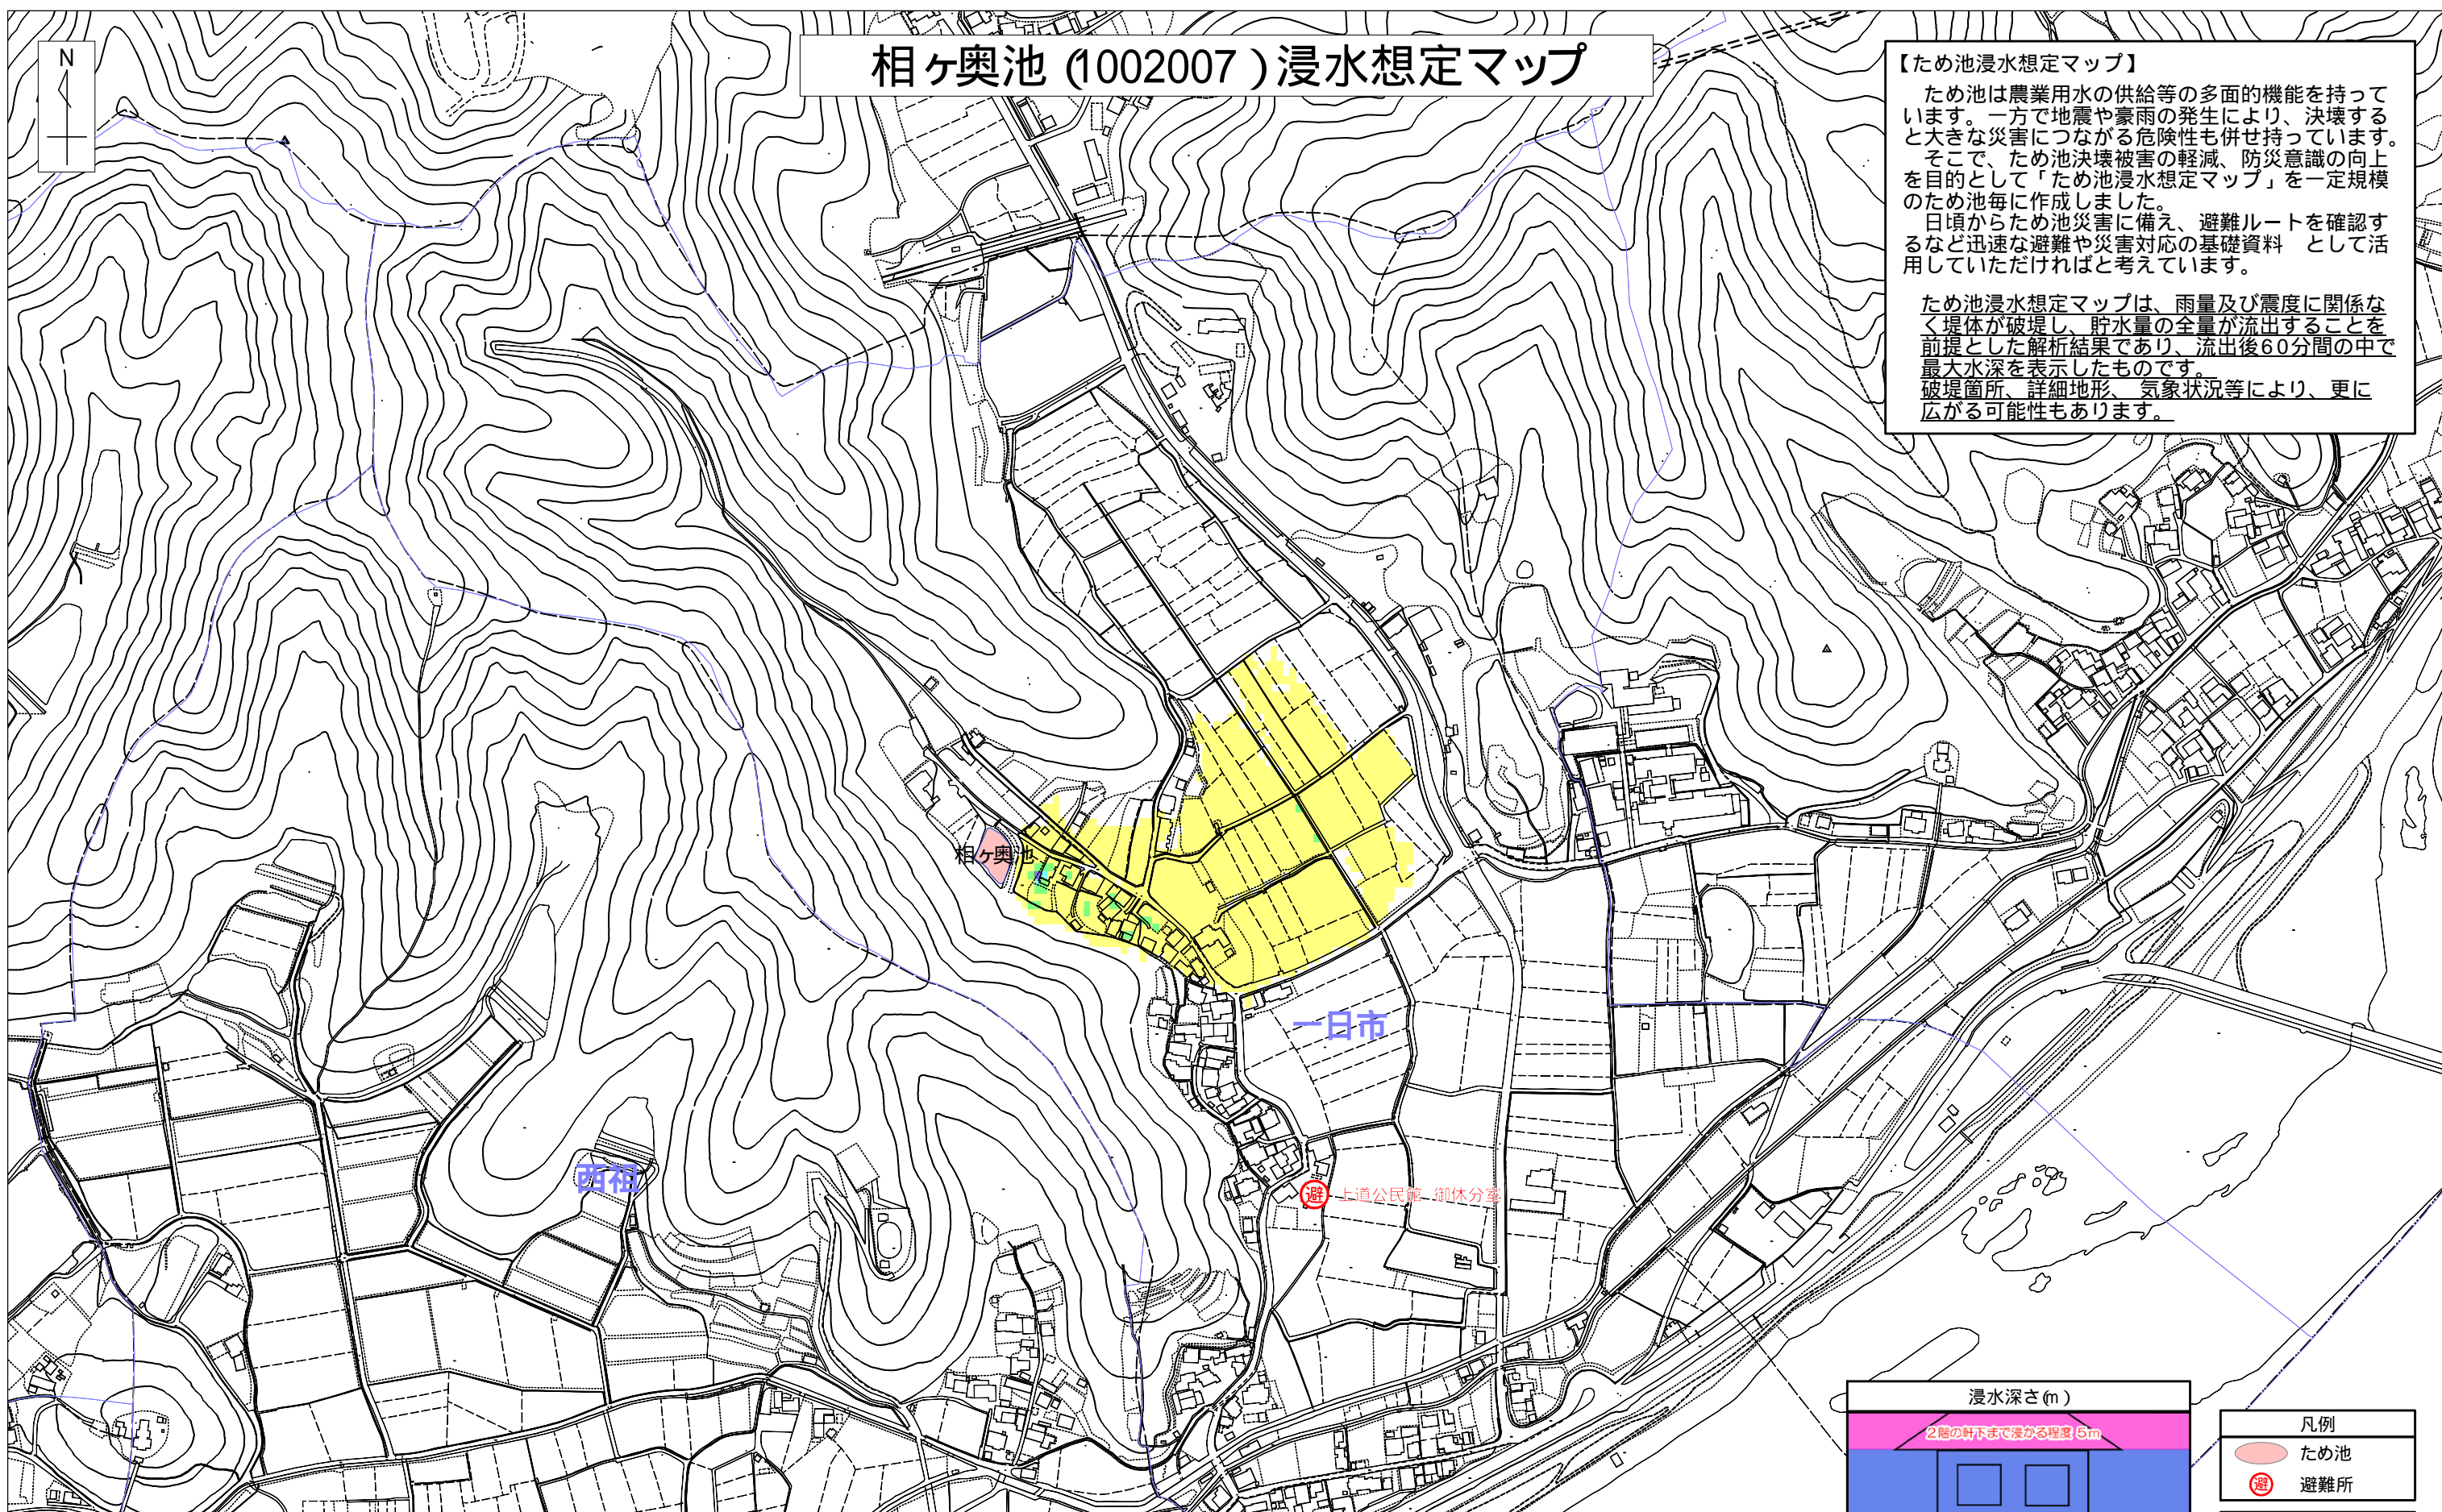 相ヶ奥池(1002007)浸水想定マップ
N
【ため池浸水想定マップ】
ため池は農業用水の供給等の多面的機能を持って
います。一方で地震や豪雨の発生により、決壊する
と大きな災害につながる危険性も併せ持っています。
そこで、ため池決壊被害の軽減、防災意識の向上
を目的として「ため池浸水想定マップ」を一定規模
のため池毎に作成しました。
日頃からため池災害に備え、避難ルートを確認す
るなど迅速な避難や災害対応の基礎資料 として活
用していただければと考えています。
ため池浸水想定マップは、雨量及び震度に関係な
く堤体が破堤し、貯水量の全量が流出することを
前提とした解析結果であり、流出後60分間の中で
最大水深を表示したものです。
破堤箇所、詳細地形、気象状況等により、更に
広がる可能性もあります。
相ヶ奥池
一日市
西祖
避 上道公民館 御休分室
浸水深さ(m)
2階の軒下まで浸かる程度 5m
凡例
ため池
避 避難所